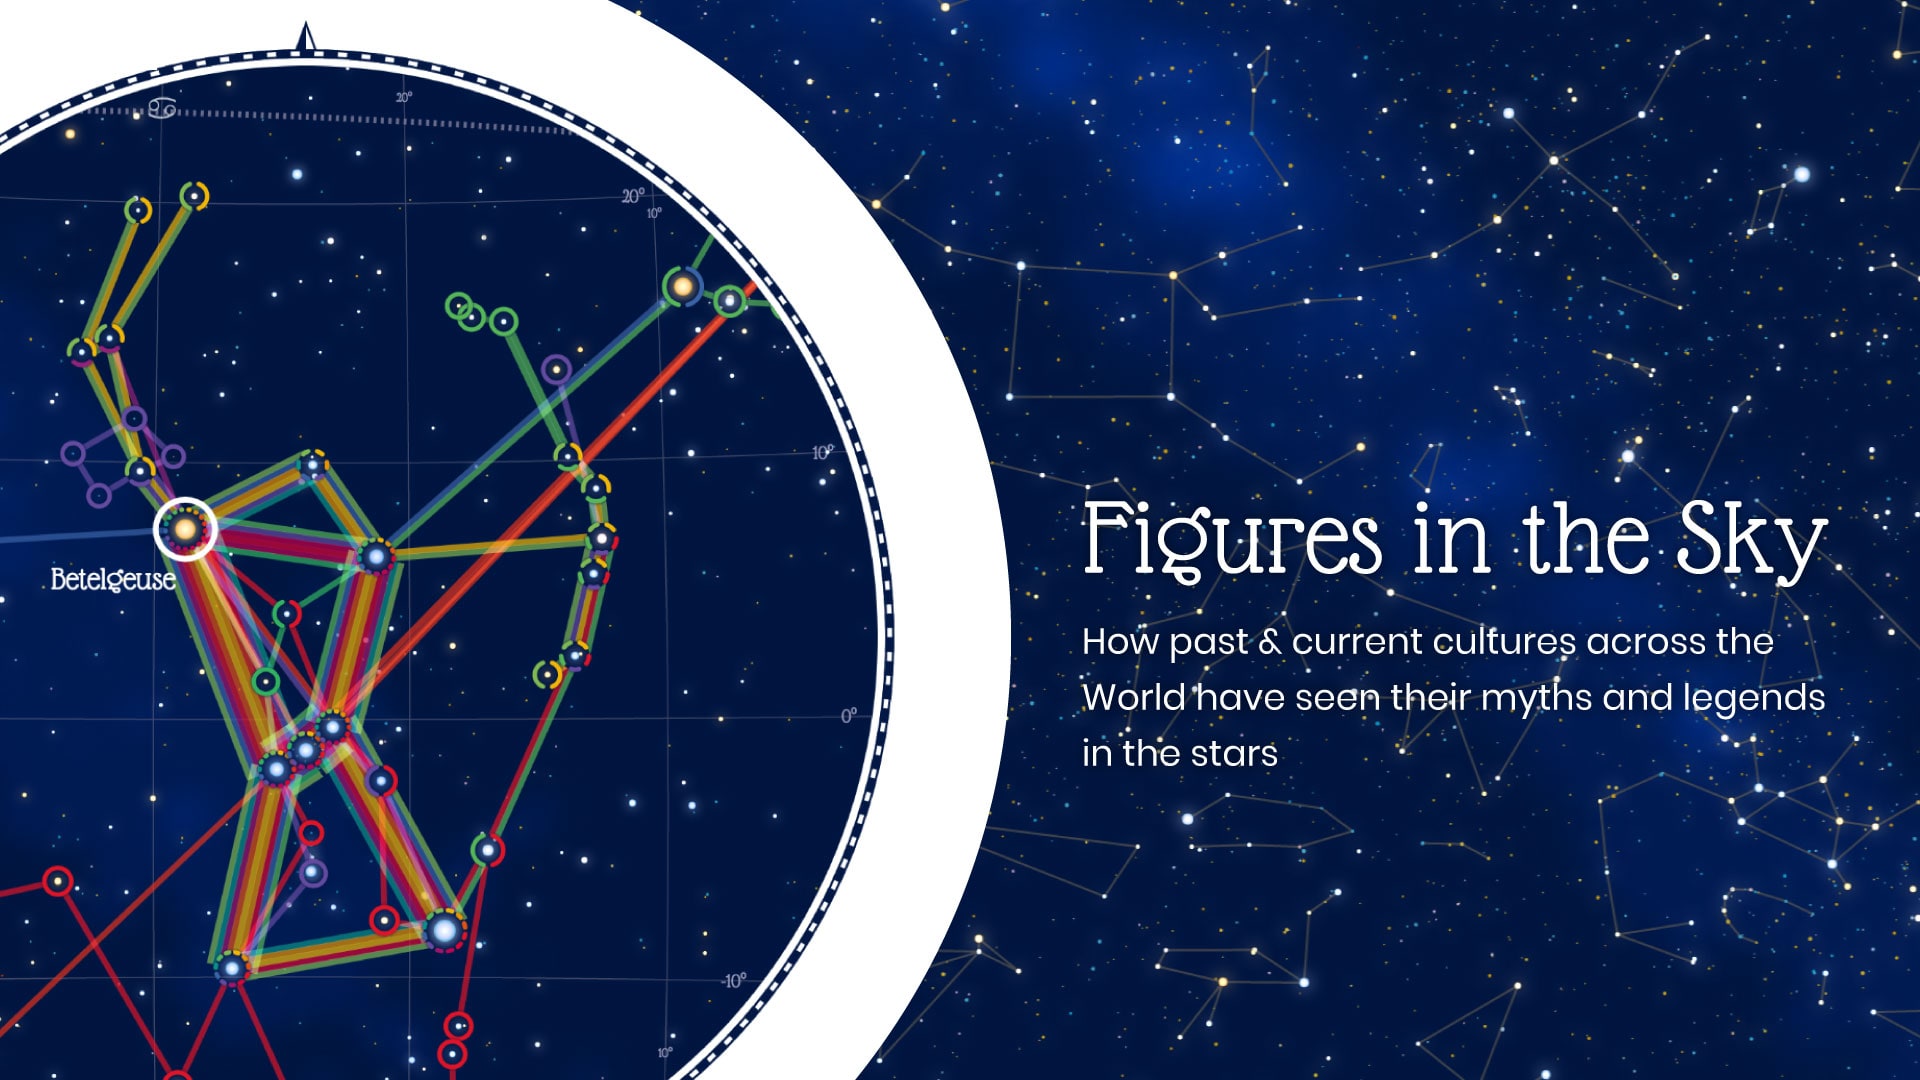 20°
20°
10°
10°
Betelgeuse
0°
-10°
10°
Figures in the Sky
How past & current cultures across the
World have seen their myths and legends
in the stars